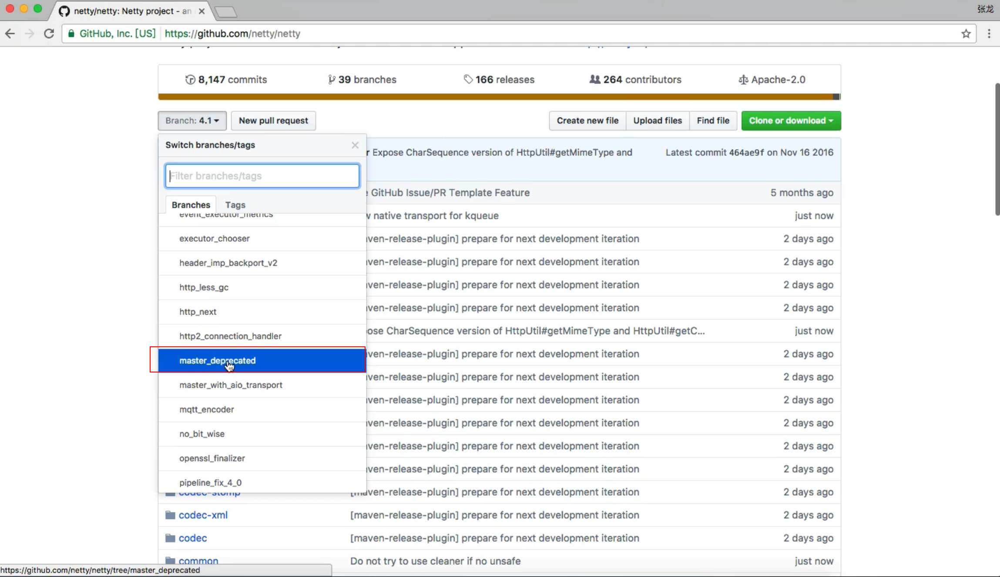 netty/netty: Netty project - an
张龙
GitHub, Inc. [US] https://github.com/netty/netty
8,147 commits 39 branches 166 releases 264 contributors Apache-2.0
Branch: 4.1 New pull request Create new file Upload files Find file Clone or download
Switch branches/tags
r Expose CharSequence version of HttpUtil#getMimeType and Latest commit 464ae9f on Nov 16 2016
Filter branches/tags
GitHub Issue/PR Template Feature 5 months ago
Branches Tags
event_executor_metrics
native transport for kqueue just now
executor_chooser
ven-release-plugin] prepare for next development iteration 2 days ago
header_imp_backport_v2
ven-release-plugin] prepare for next development iteration 2 days ago
http_less_gc
ven-release-plugin] prepare for next development iteration 2 days ago
http_next
ven-release-plugin] prepare for next development iteration 2 days ago
http2_connection_handler
ose CharSequence version of HttpUtil#getMimeType and HttpUtil#getC... just now
master_deprecated
ven-release-plugin] prepare for next development iteration 2 days ago
master_with_aio_transport
ven-release-plugin] prepare for next development iteration 2 days ago
mqtt_encoder
ven-release-plugin] prepare for next development iteration 2 days ago
no_bit_wise
ven-release-plugin] prepare for next development iteration 2 days ago
openssl_finalizer
ven-release-plugin] prepare for next development iteration 2 days ago
pipeline_fix_4_0
ven-release-plugin] prepare for next development iteration 2 days ago
codec-stomp [maven-release-plugin] prepare for next development iteration 2 days ago
codec-xml [maven-release-plugin] prepare for next development iteration 2 days ago
codec [maven-release-plugin] prepare for next development iteration 2 days ago
common Do not try to use cleaner if no unsafe just now
https://github.com/netty/netty/tree/master_deprecated